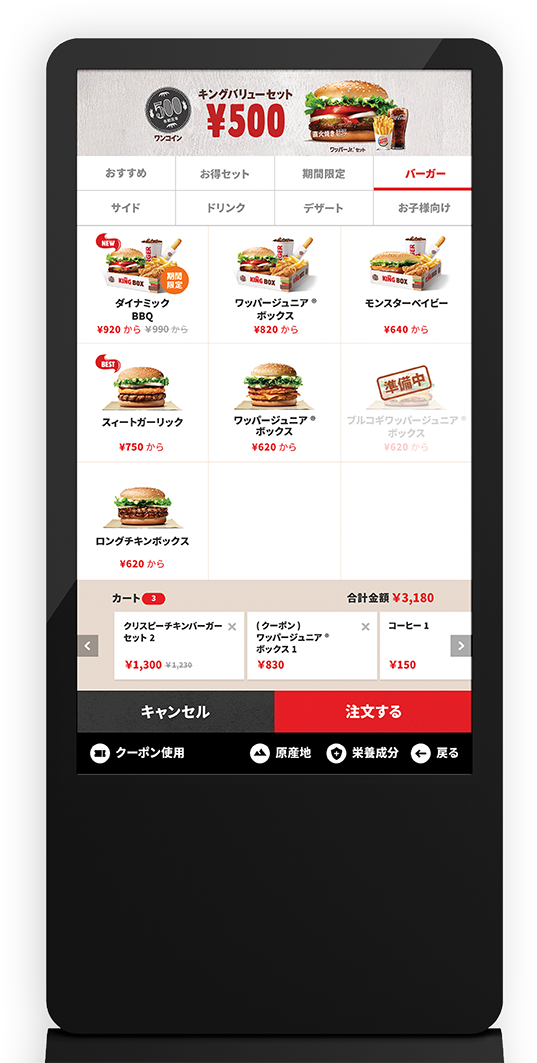 500
ワンコイン
キングバリューセット
¥500
直火焼き
ワッパーJr.®セット
おすすめ
お得セット
期間限定
バーガー
サイド
ドリンク
デザート
お子様向け
NEW
KING BOX
期間
限定
ダイナミック
BBQ
¥920 から ¥990 から
KING BOX
ワッパージュニア ®
ボックス
¥820 から
KING BOX
モンスターベイビー
¥640 から
BEST
スィートガーリック
¥750 から
ワッパージュニア ®
ボックス
¥620 から
準備中
ブルコギワッパージュニア ®
ボックス
¥620 から
ロングチキンボックス
¥620 から
カート 3
合計金額 ¥3,180
クリスピーチキンバーガー
セット 2
¥1,300 ¥1,230
( クーポン )
ワッパージュニア ®
ボックス 1
¥830
コーヒー 1
¥150
キャンセル
注文する
クーポン使用
原産地
栄養成分
戻る